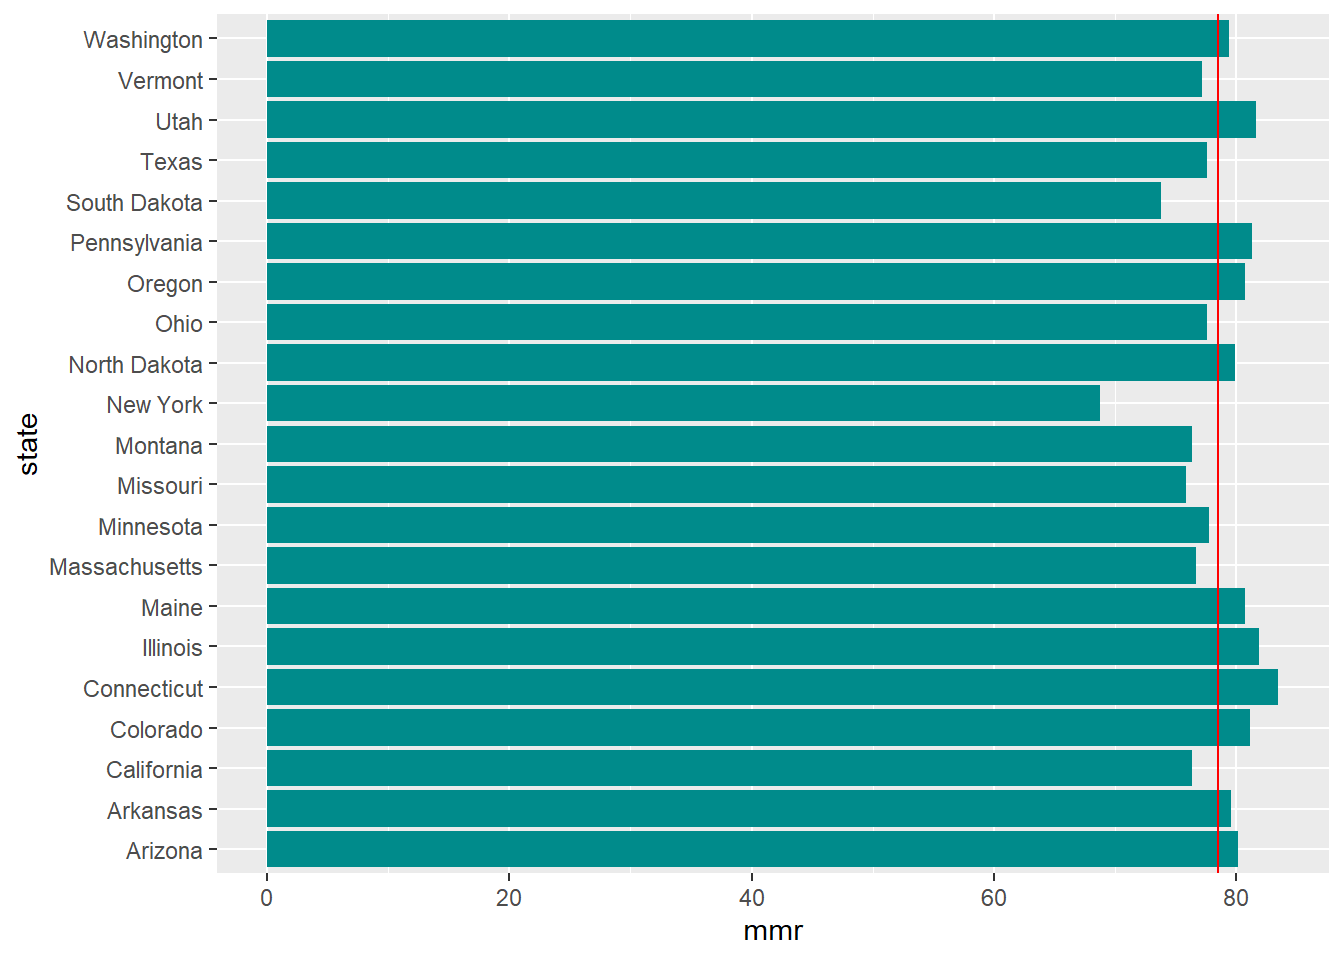 Washington
Vermont
Utah
Texas
South Dakota
Pennsylvania
Oregon
Ohio
North Dakota
New York
Montana
Missouri
Minnesota
Massachusetts
Maine
Illinois
Connecticut
Colorado
California
Arkansas
Arizona
state
0 20 40 60 80
mmr